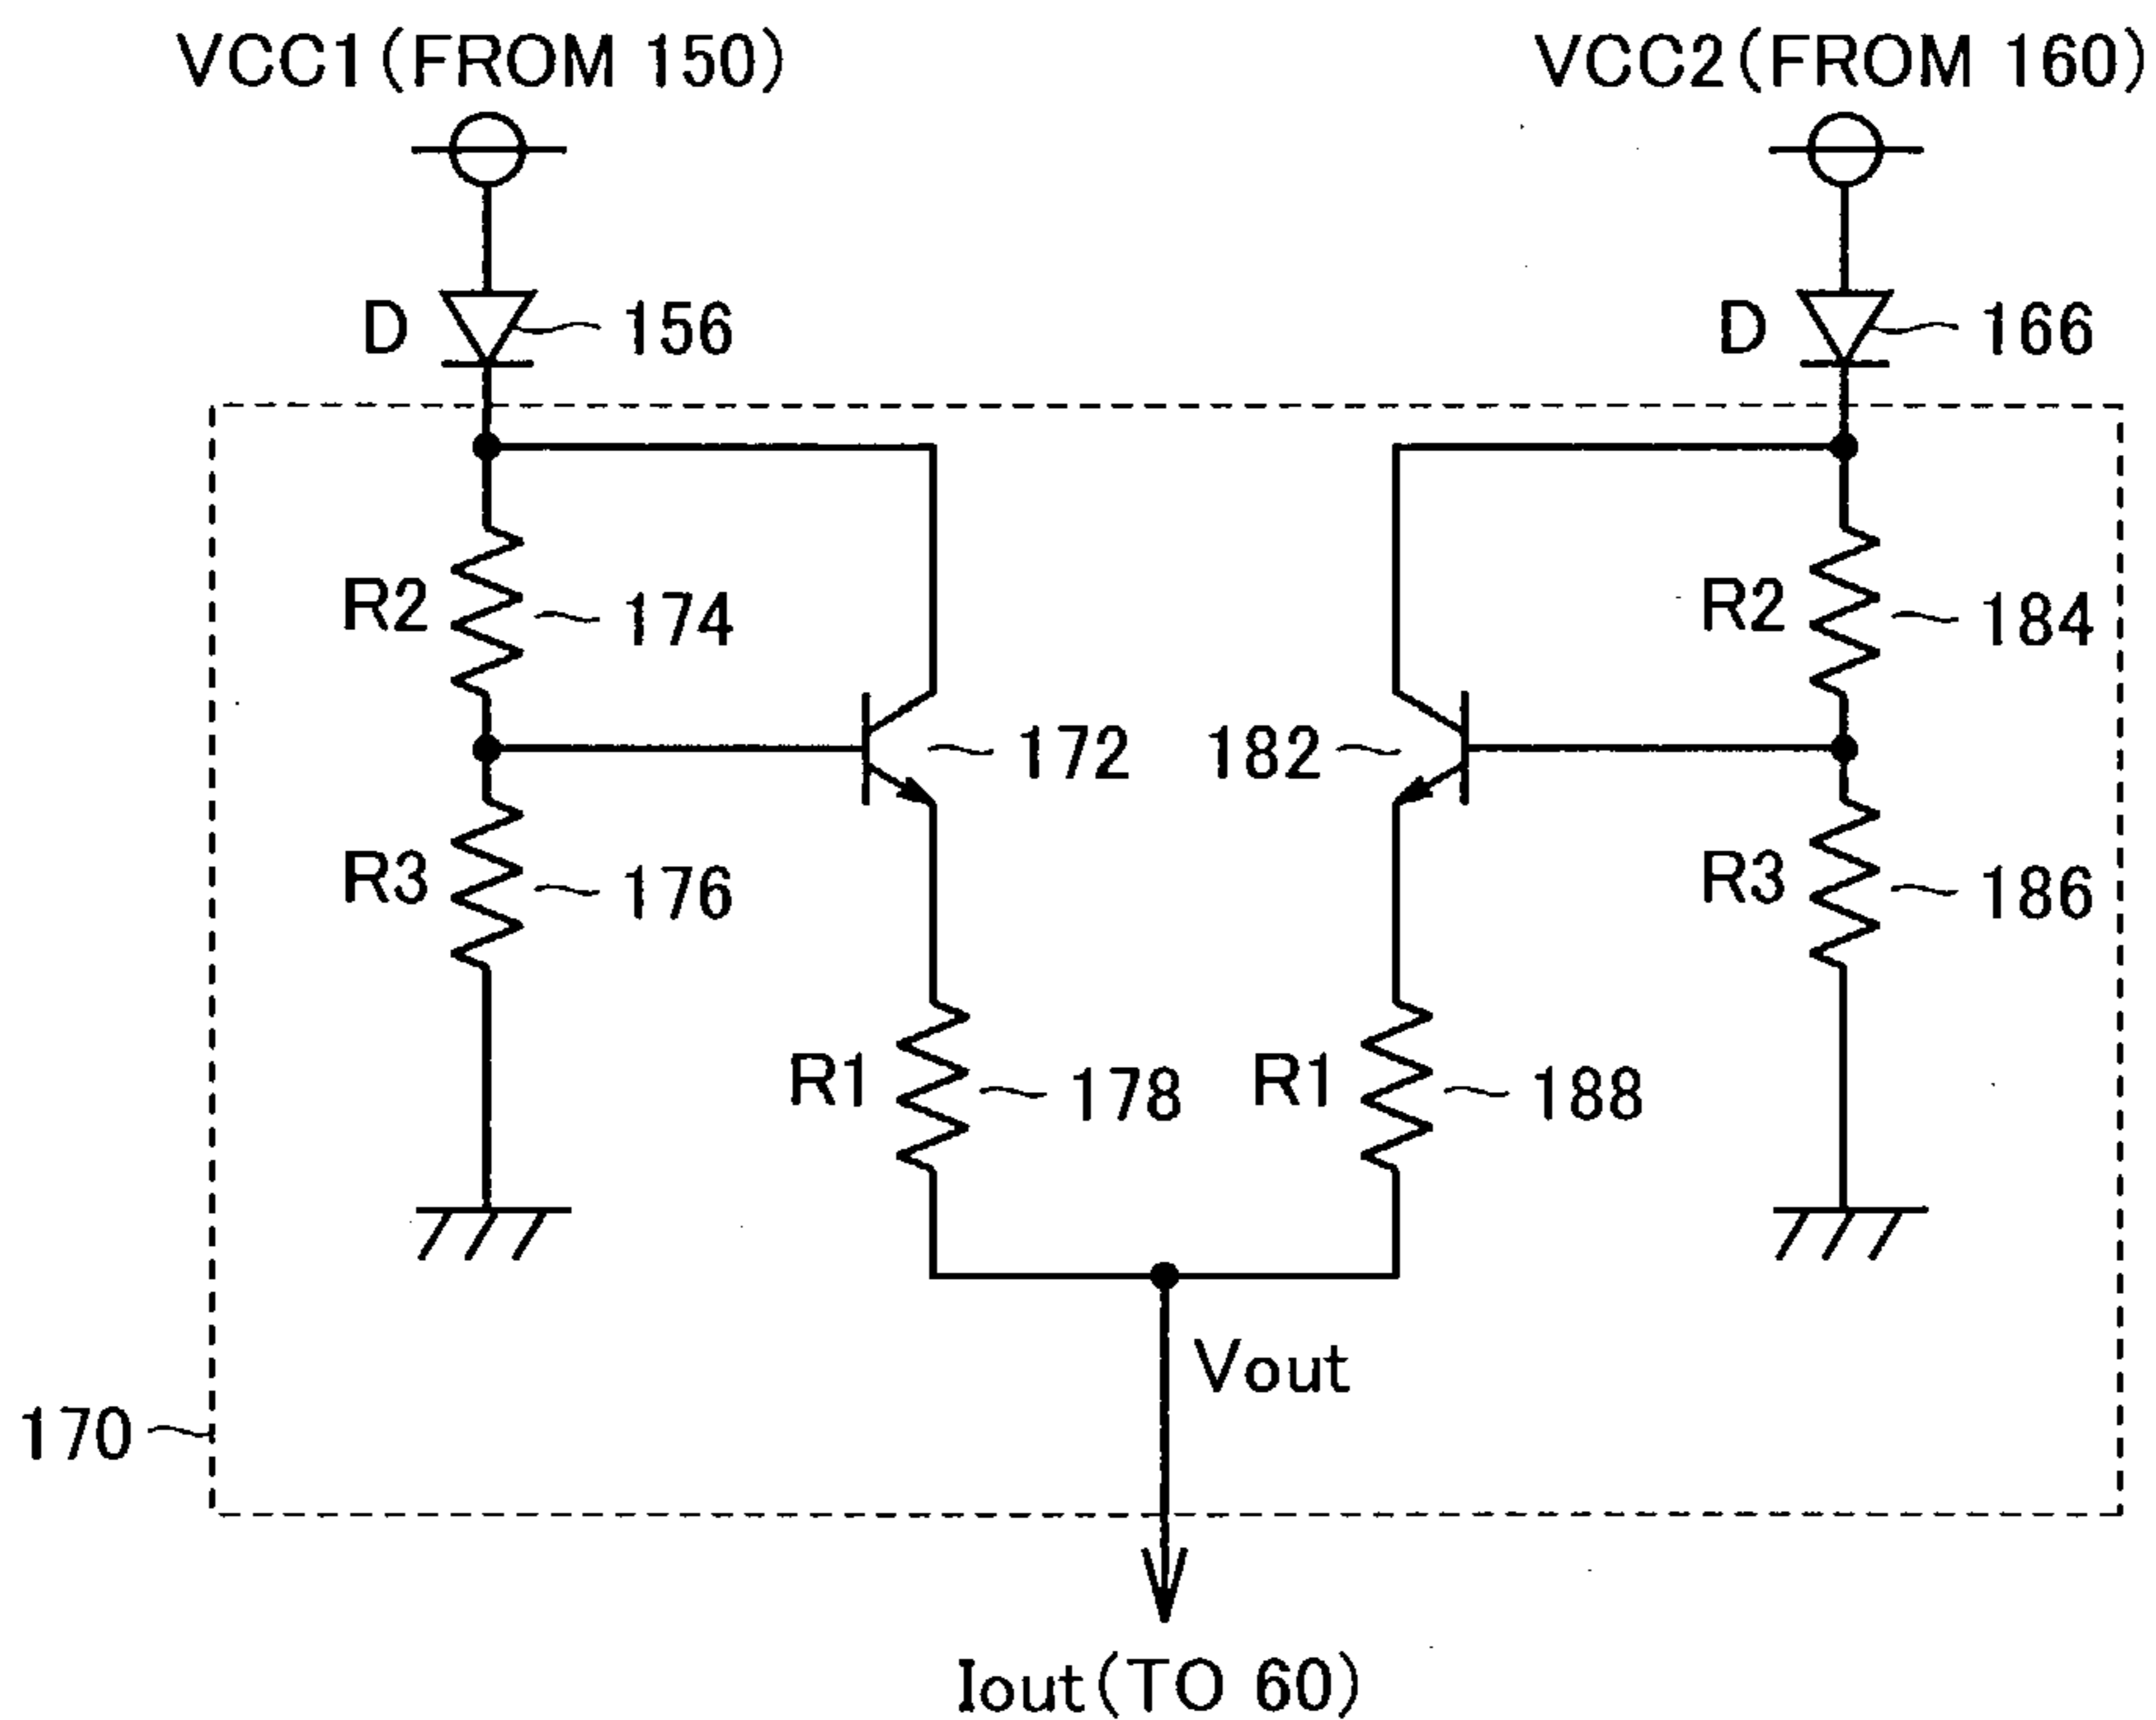 VCC1(FROM 150)
VCC2(FROM 160)
D
156
D
166
R2
174
R2
184
172
182
R3
176
R3
186
R1
178
R1
188
Vout
170
Iout(TO 60)